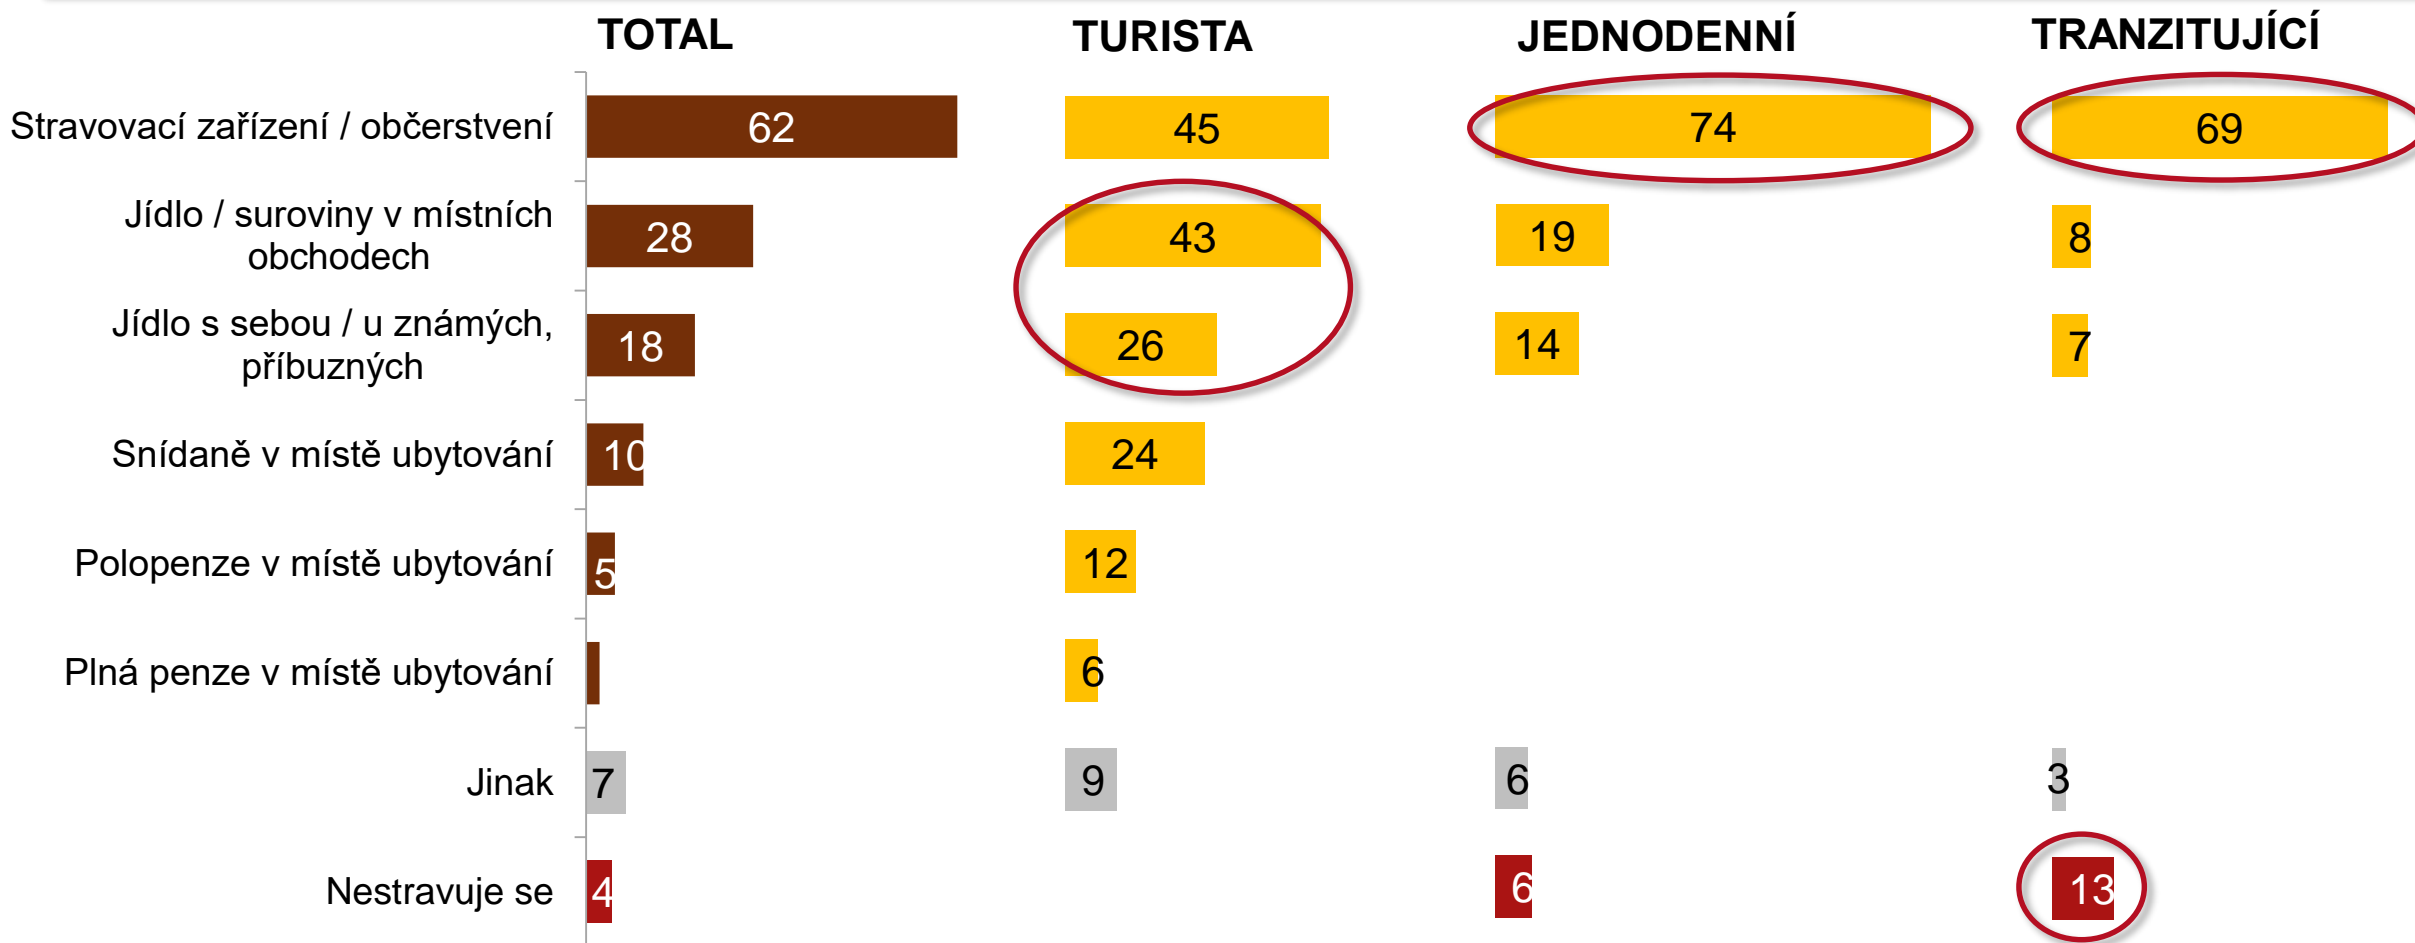 TOTAL TURISTA JEDNODENNÍ TRANZITUJÍCÍ
Stravovací zařízení / občerstvení 62 45 74 69
Jídlo / suroviny v místních
obchodech 28 43 19 8
Jídlo s sebou / u známých,
příbuzných 18 26 14 7
Snídaně v místě ubytování 10 24
Polopenze v místě ubytování 5 12
Plná penze v místě ubytování 6
Jinak 7 9 6 3
Nestravuje se 4 6 13